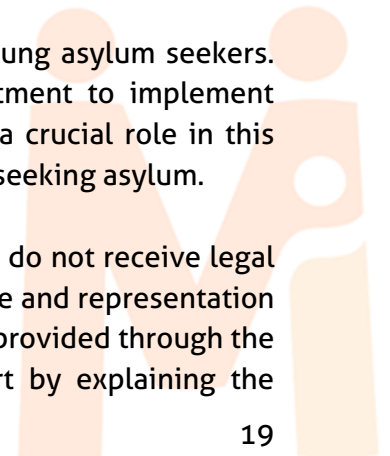 ung asylum seekers.
tment to implement
a crucial role in this
seeking asylum.
do not receive legal
e and representation
provided through the
rt by explaining the
19